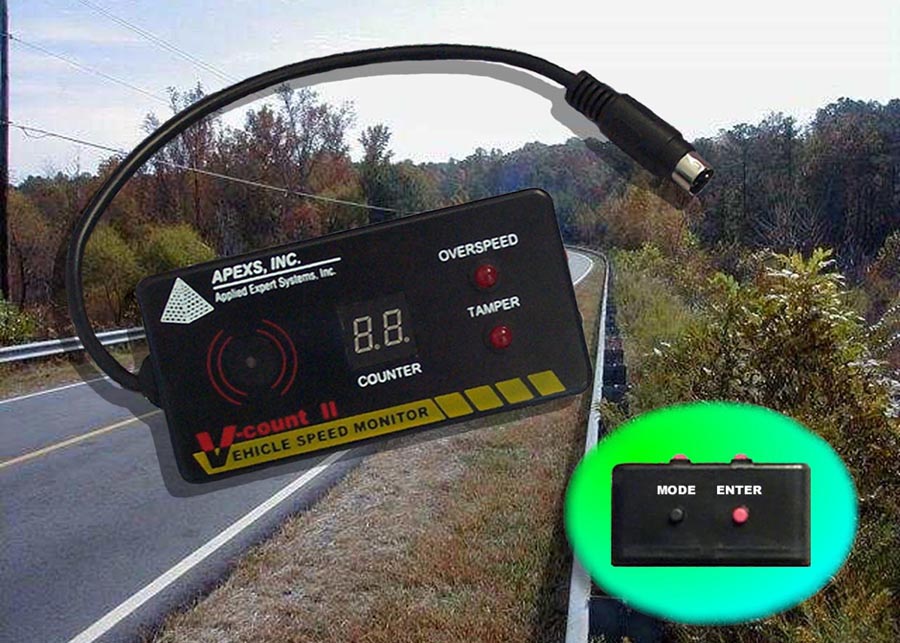 APEXS, INC.
Applied Expert Systems, Inc.
OVERSPEED
TAMPER
8.8.
COUNTER
V-count II
VEHICLE SPEED MONITOR
MODE ENTER